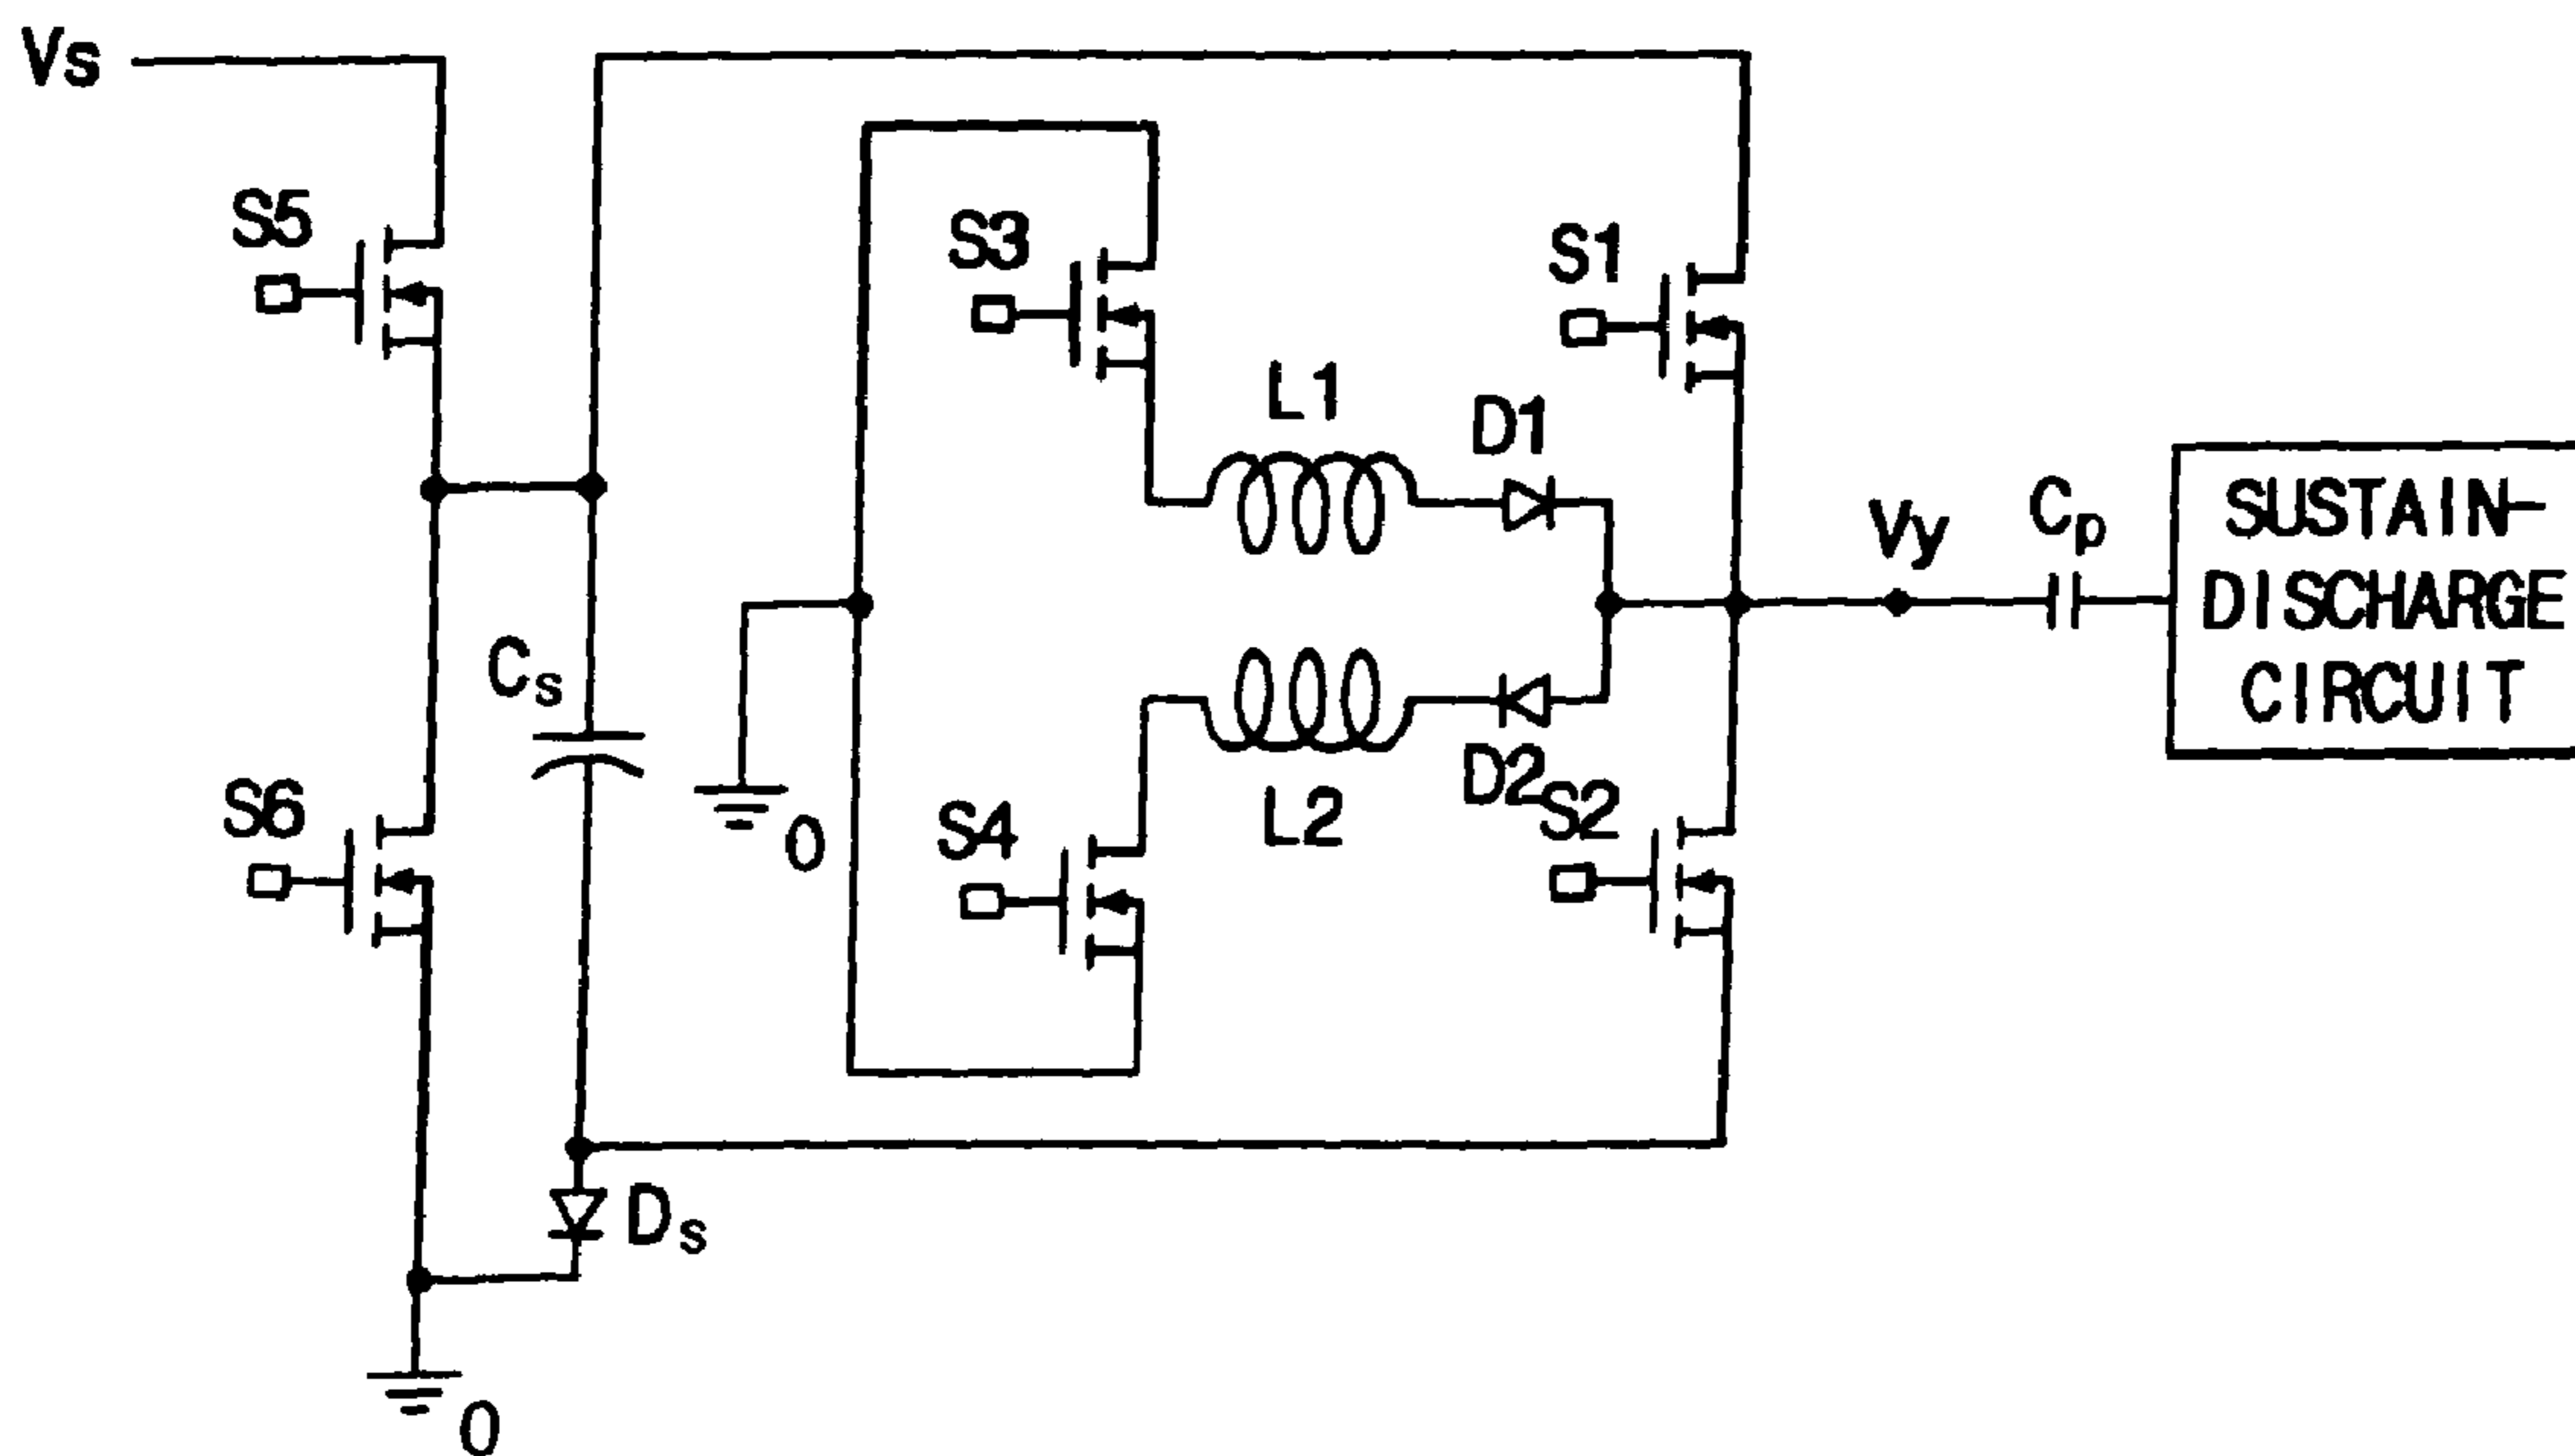 Vs
S5
S3
S1
L1
D1
Vy
Cp
SUSTAIN-
DISCHARGE
CIRCUIT
Cs
S6
0
S4
L2
D2
S2
Ds
0